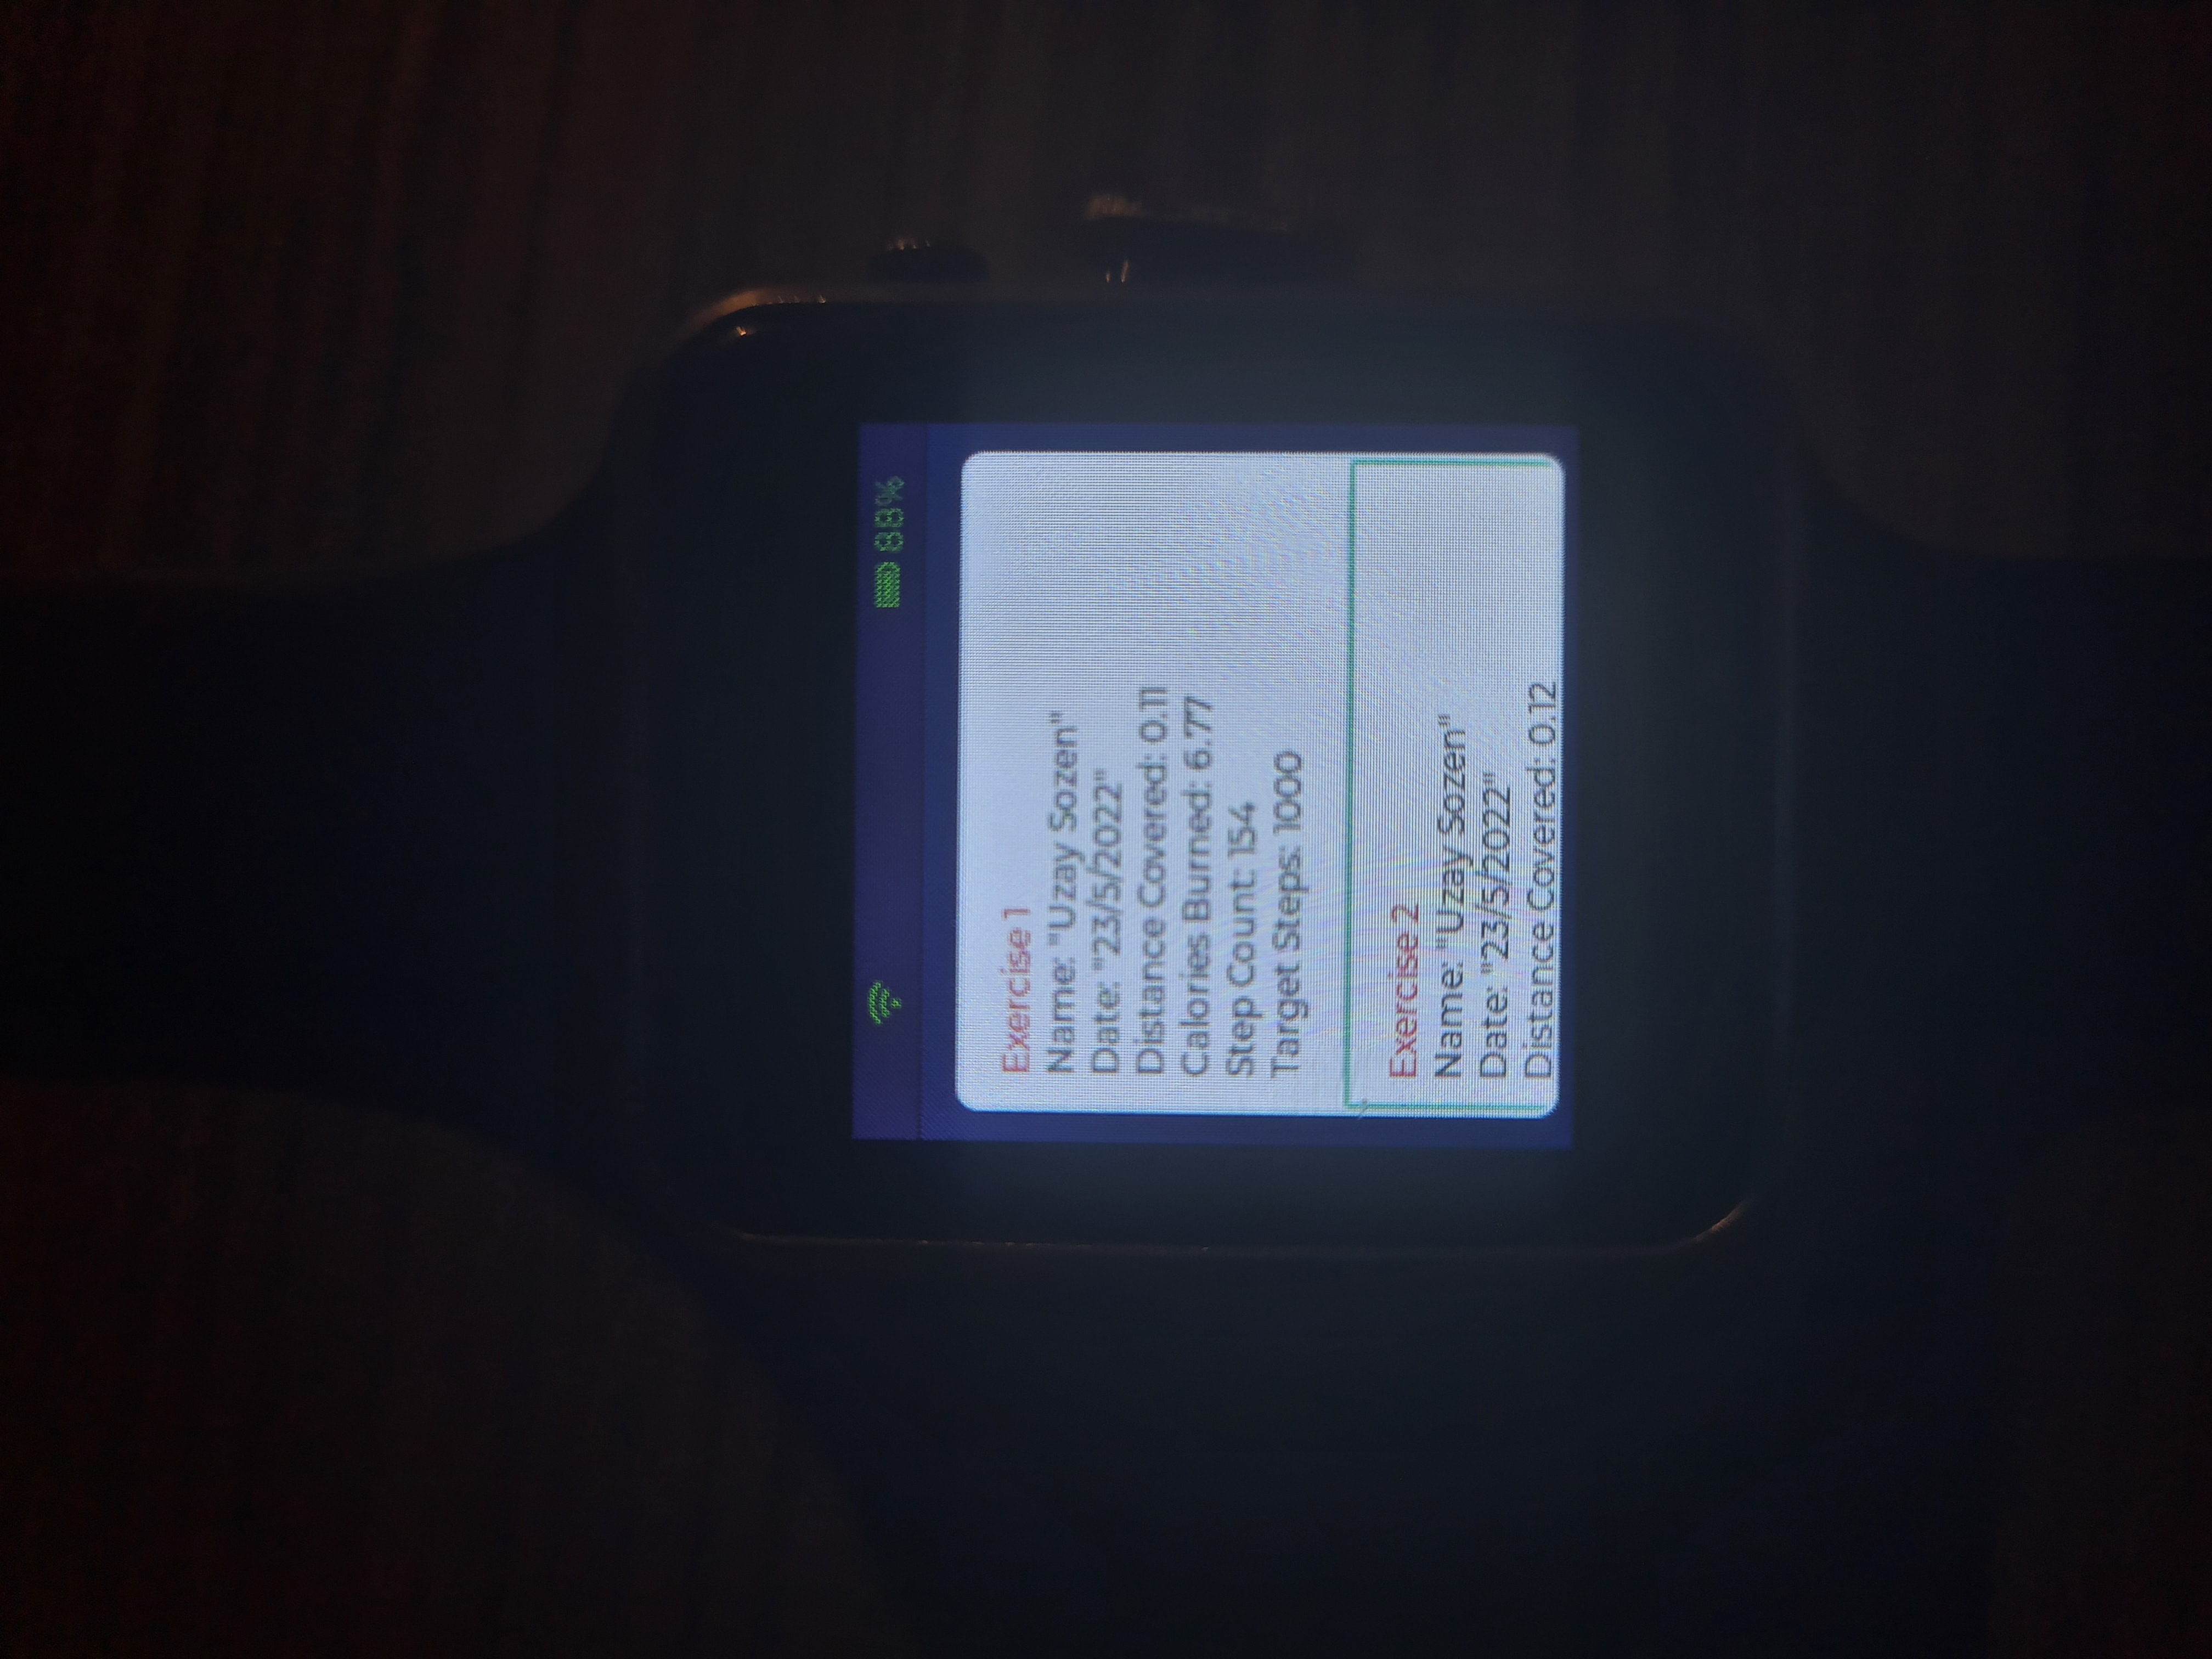 88%
Exercise 1
Name: "Uzay Sozen"
Date: "23/5/2022"
Distance Covered: 0.11
Calories Burned: 6.77
Step Count: 154
Target Steps: 1000
Exercise 2
Name: "Uzay Sozen"
Date: "23/5/2022"
Distance Covered: 0.12